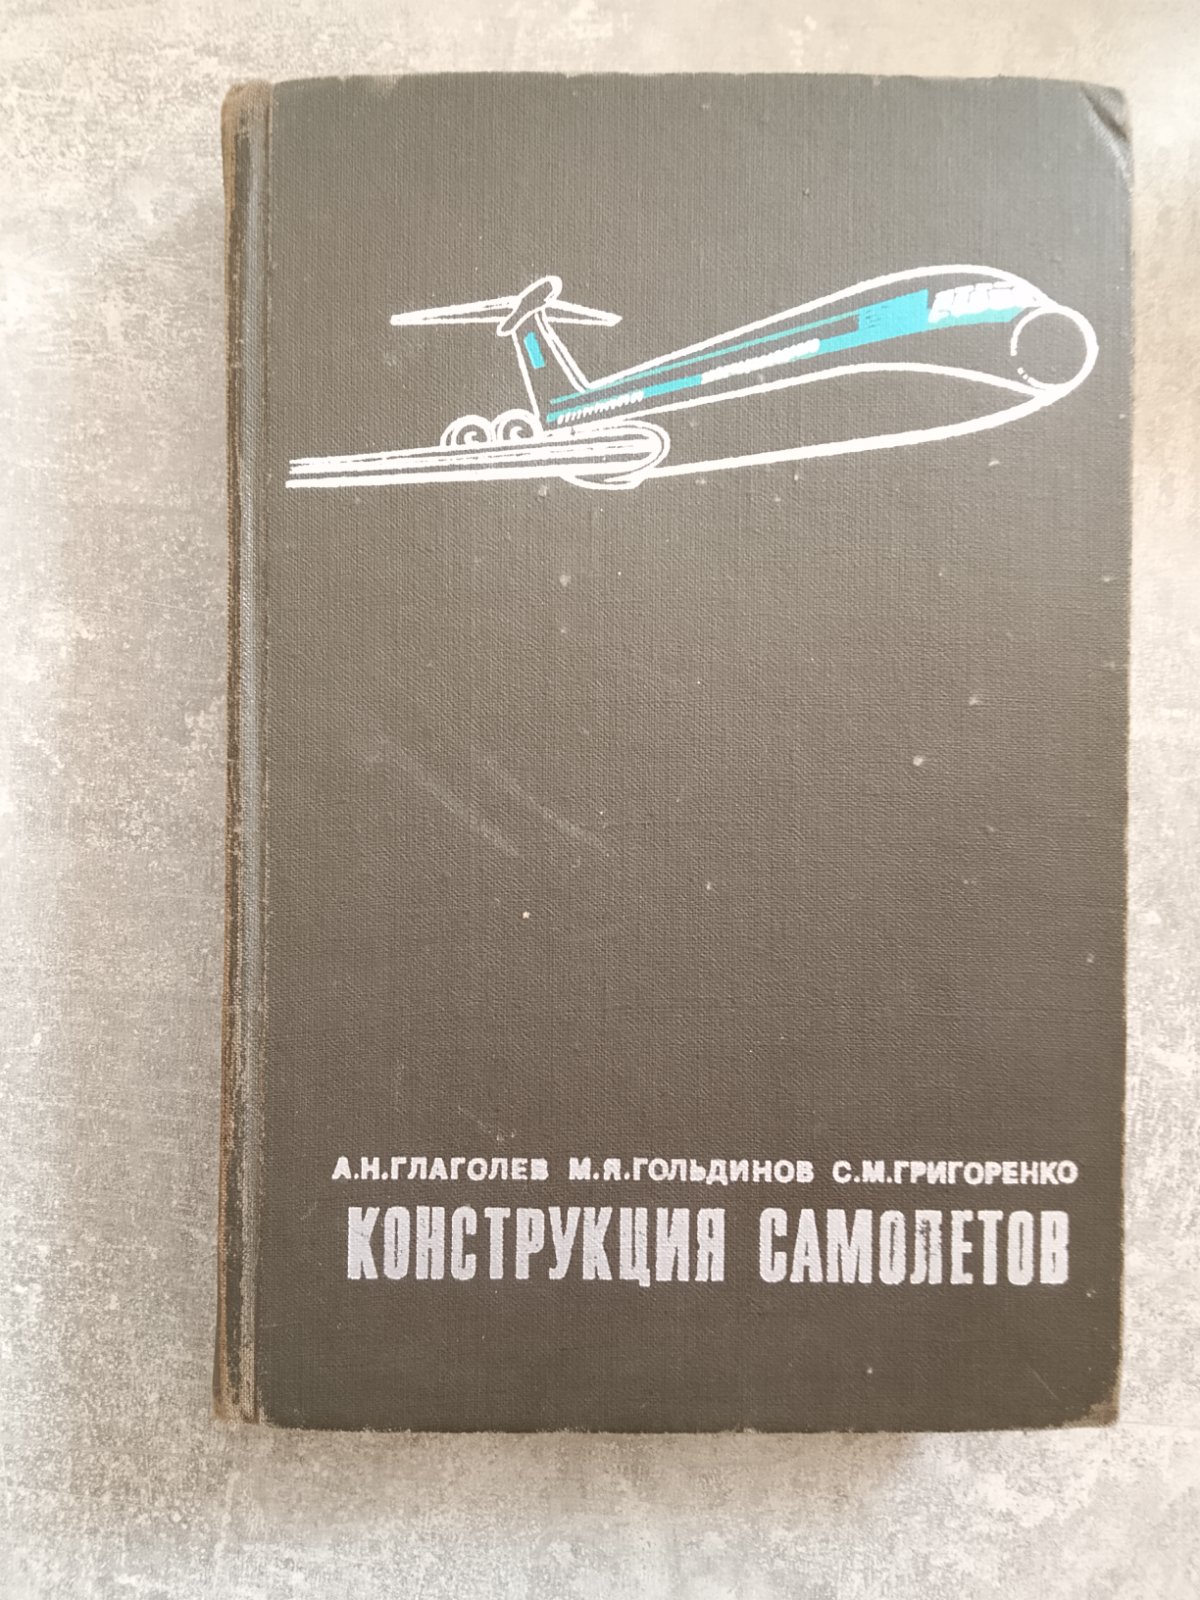 А.Н.ГЛАГОЛЕВ М.Я.ГОЛЬДИНОВ С.М.ГРИГОРЕНКО
КОНСТРУКЦИЯ САМОЛЕТОВ